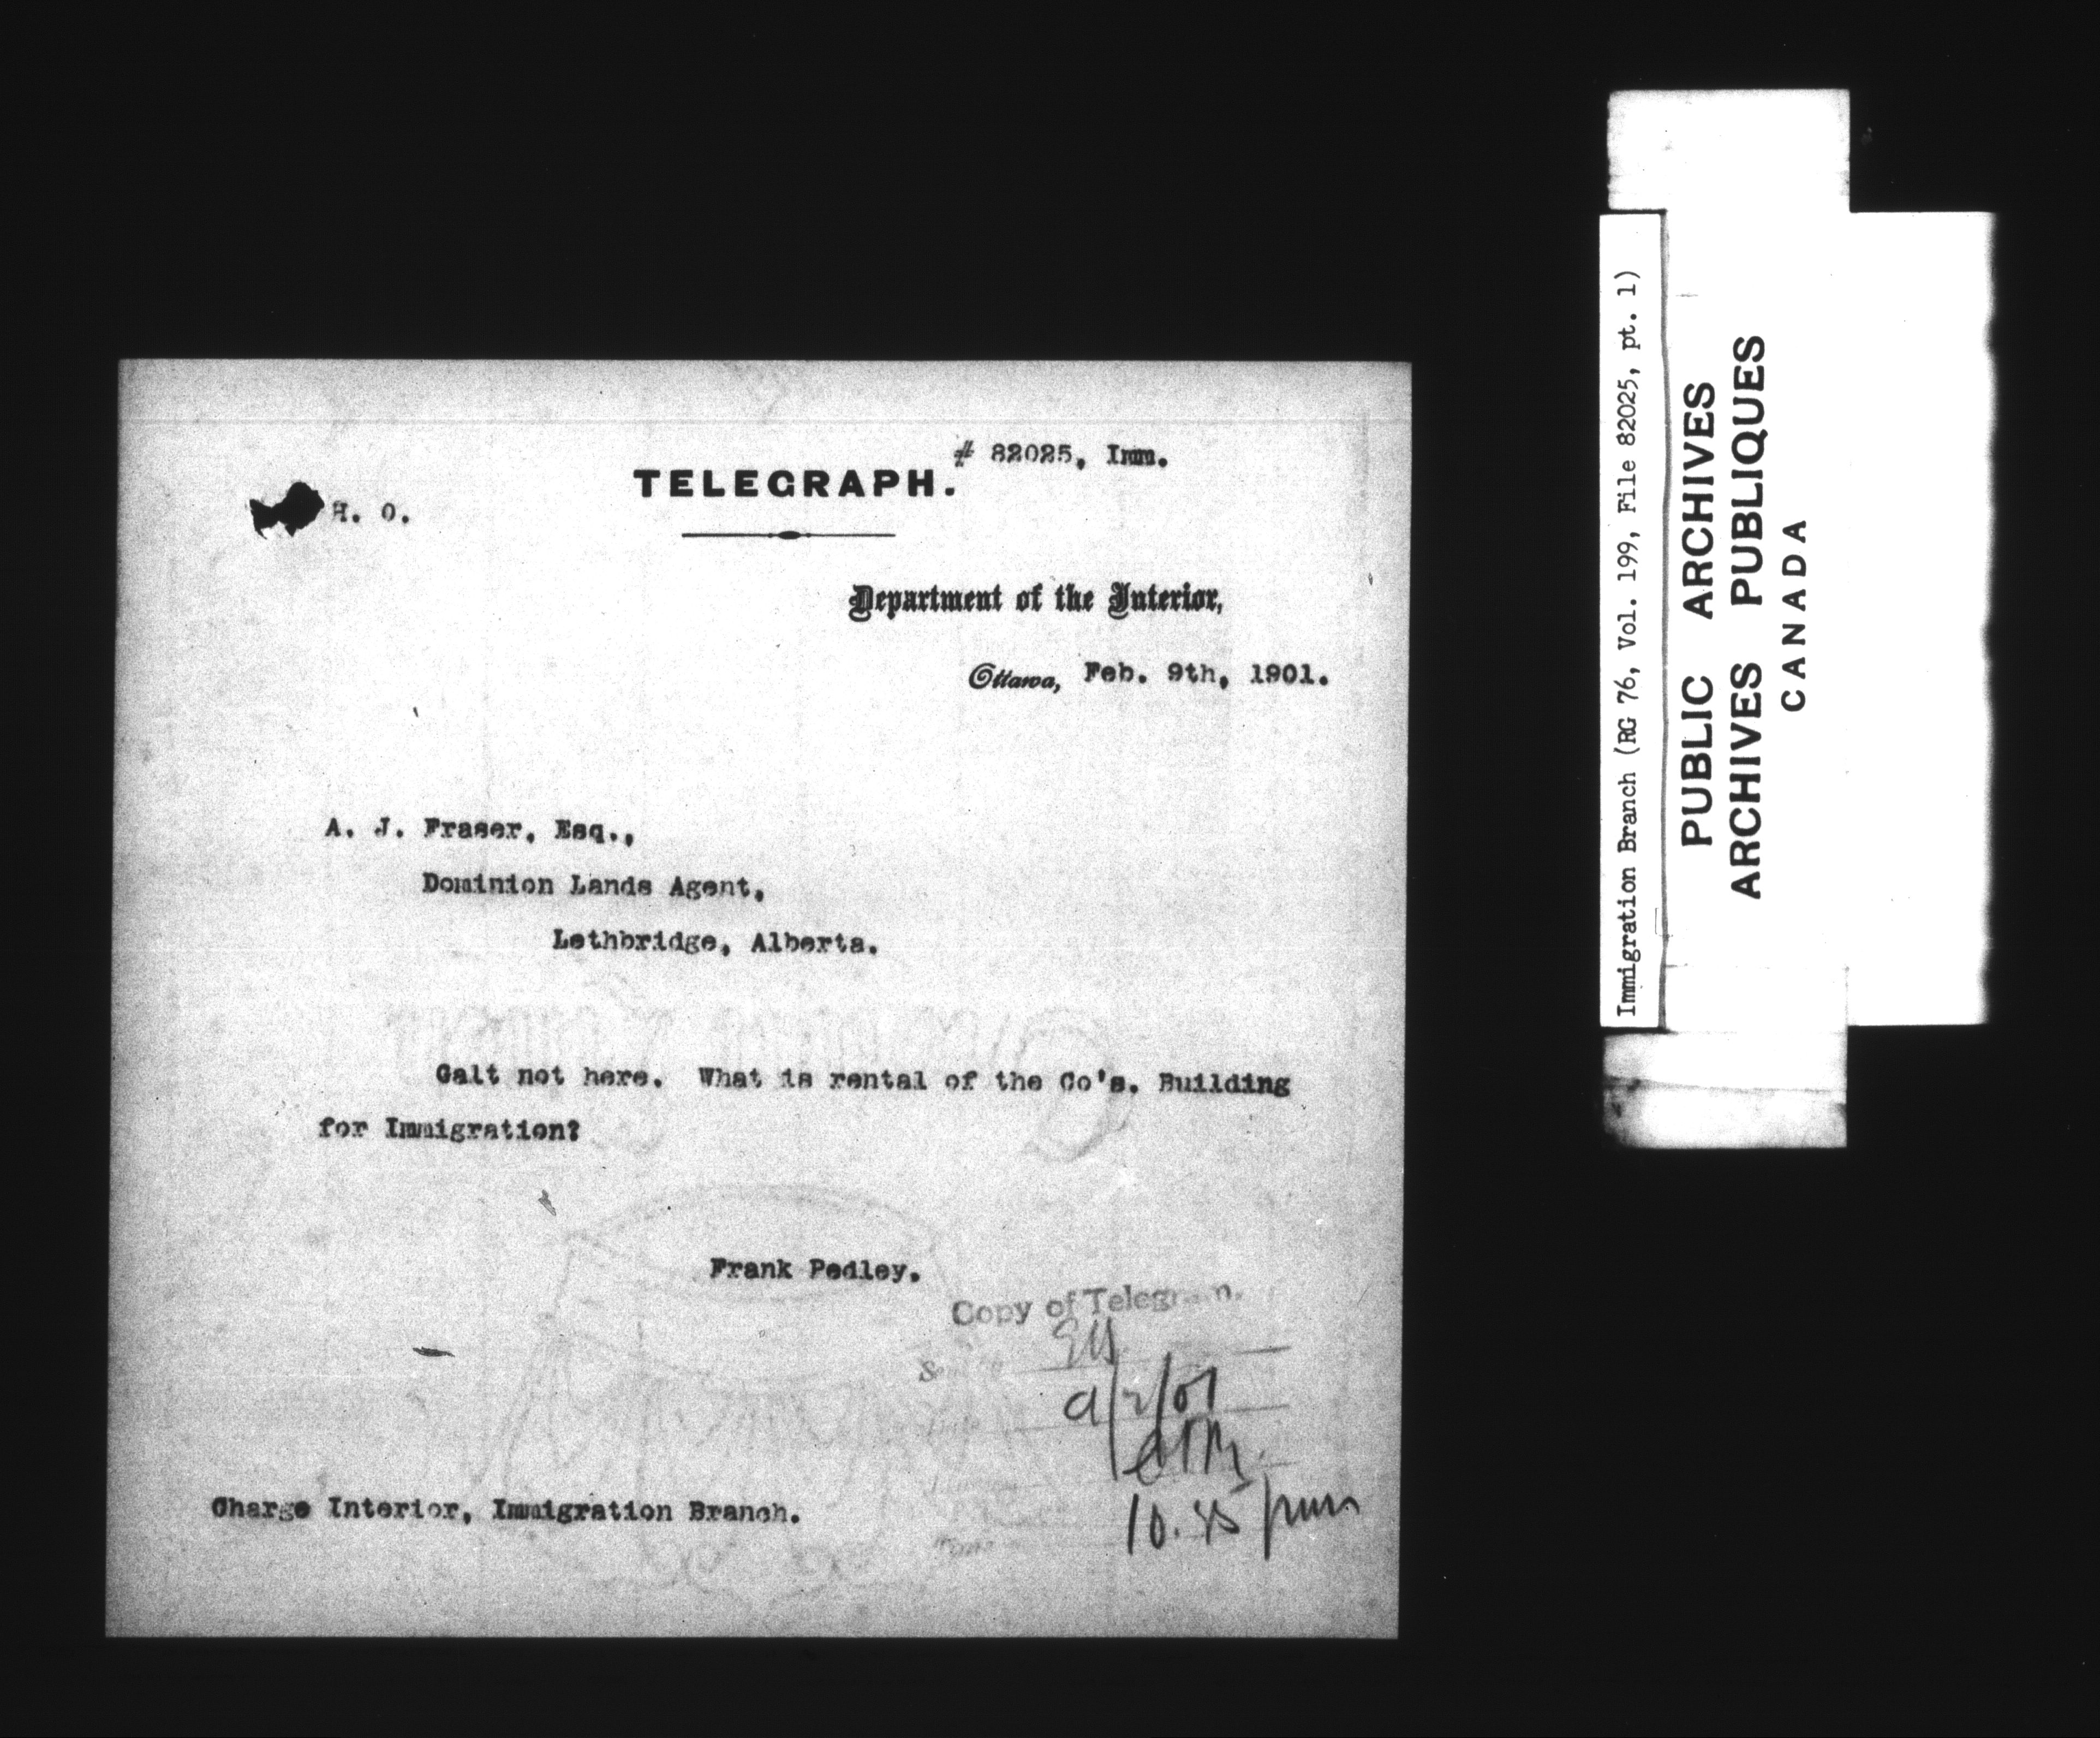 # 82025, Imm.
TELEGRAPH.
H. O.
Department of the Interior,
Ottawa, Feb. 9th, 1901.
A. J. Fraser, Esq.,
Dominion Lands Agent,
Lethbridge, Alberta.
Galt not here. What is rental of the Co's. Building
for Immigration?
Frank Pedley.
Copy of Telegram.
9/2/01
10.45 pm
Charge Interior, Immigration Branch.
Immigration Branch (RG 76, Vol. 199, File 82025, pt. 1)
PUBLIC ARCHIVES
ARCHIVES PUBLIQUES
CANADA